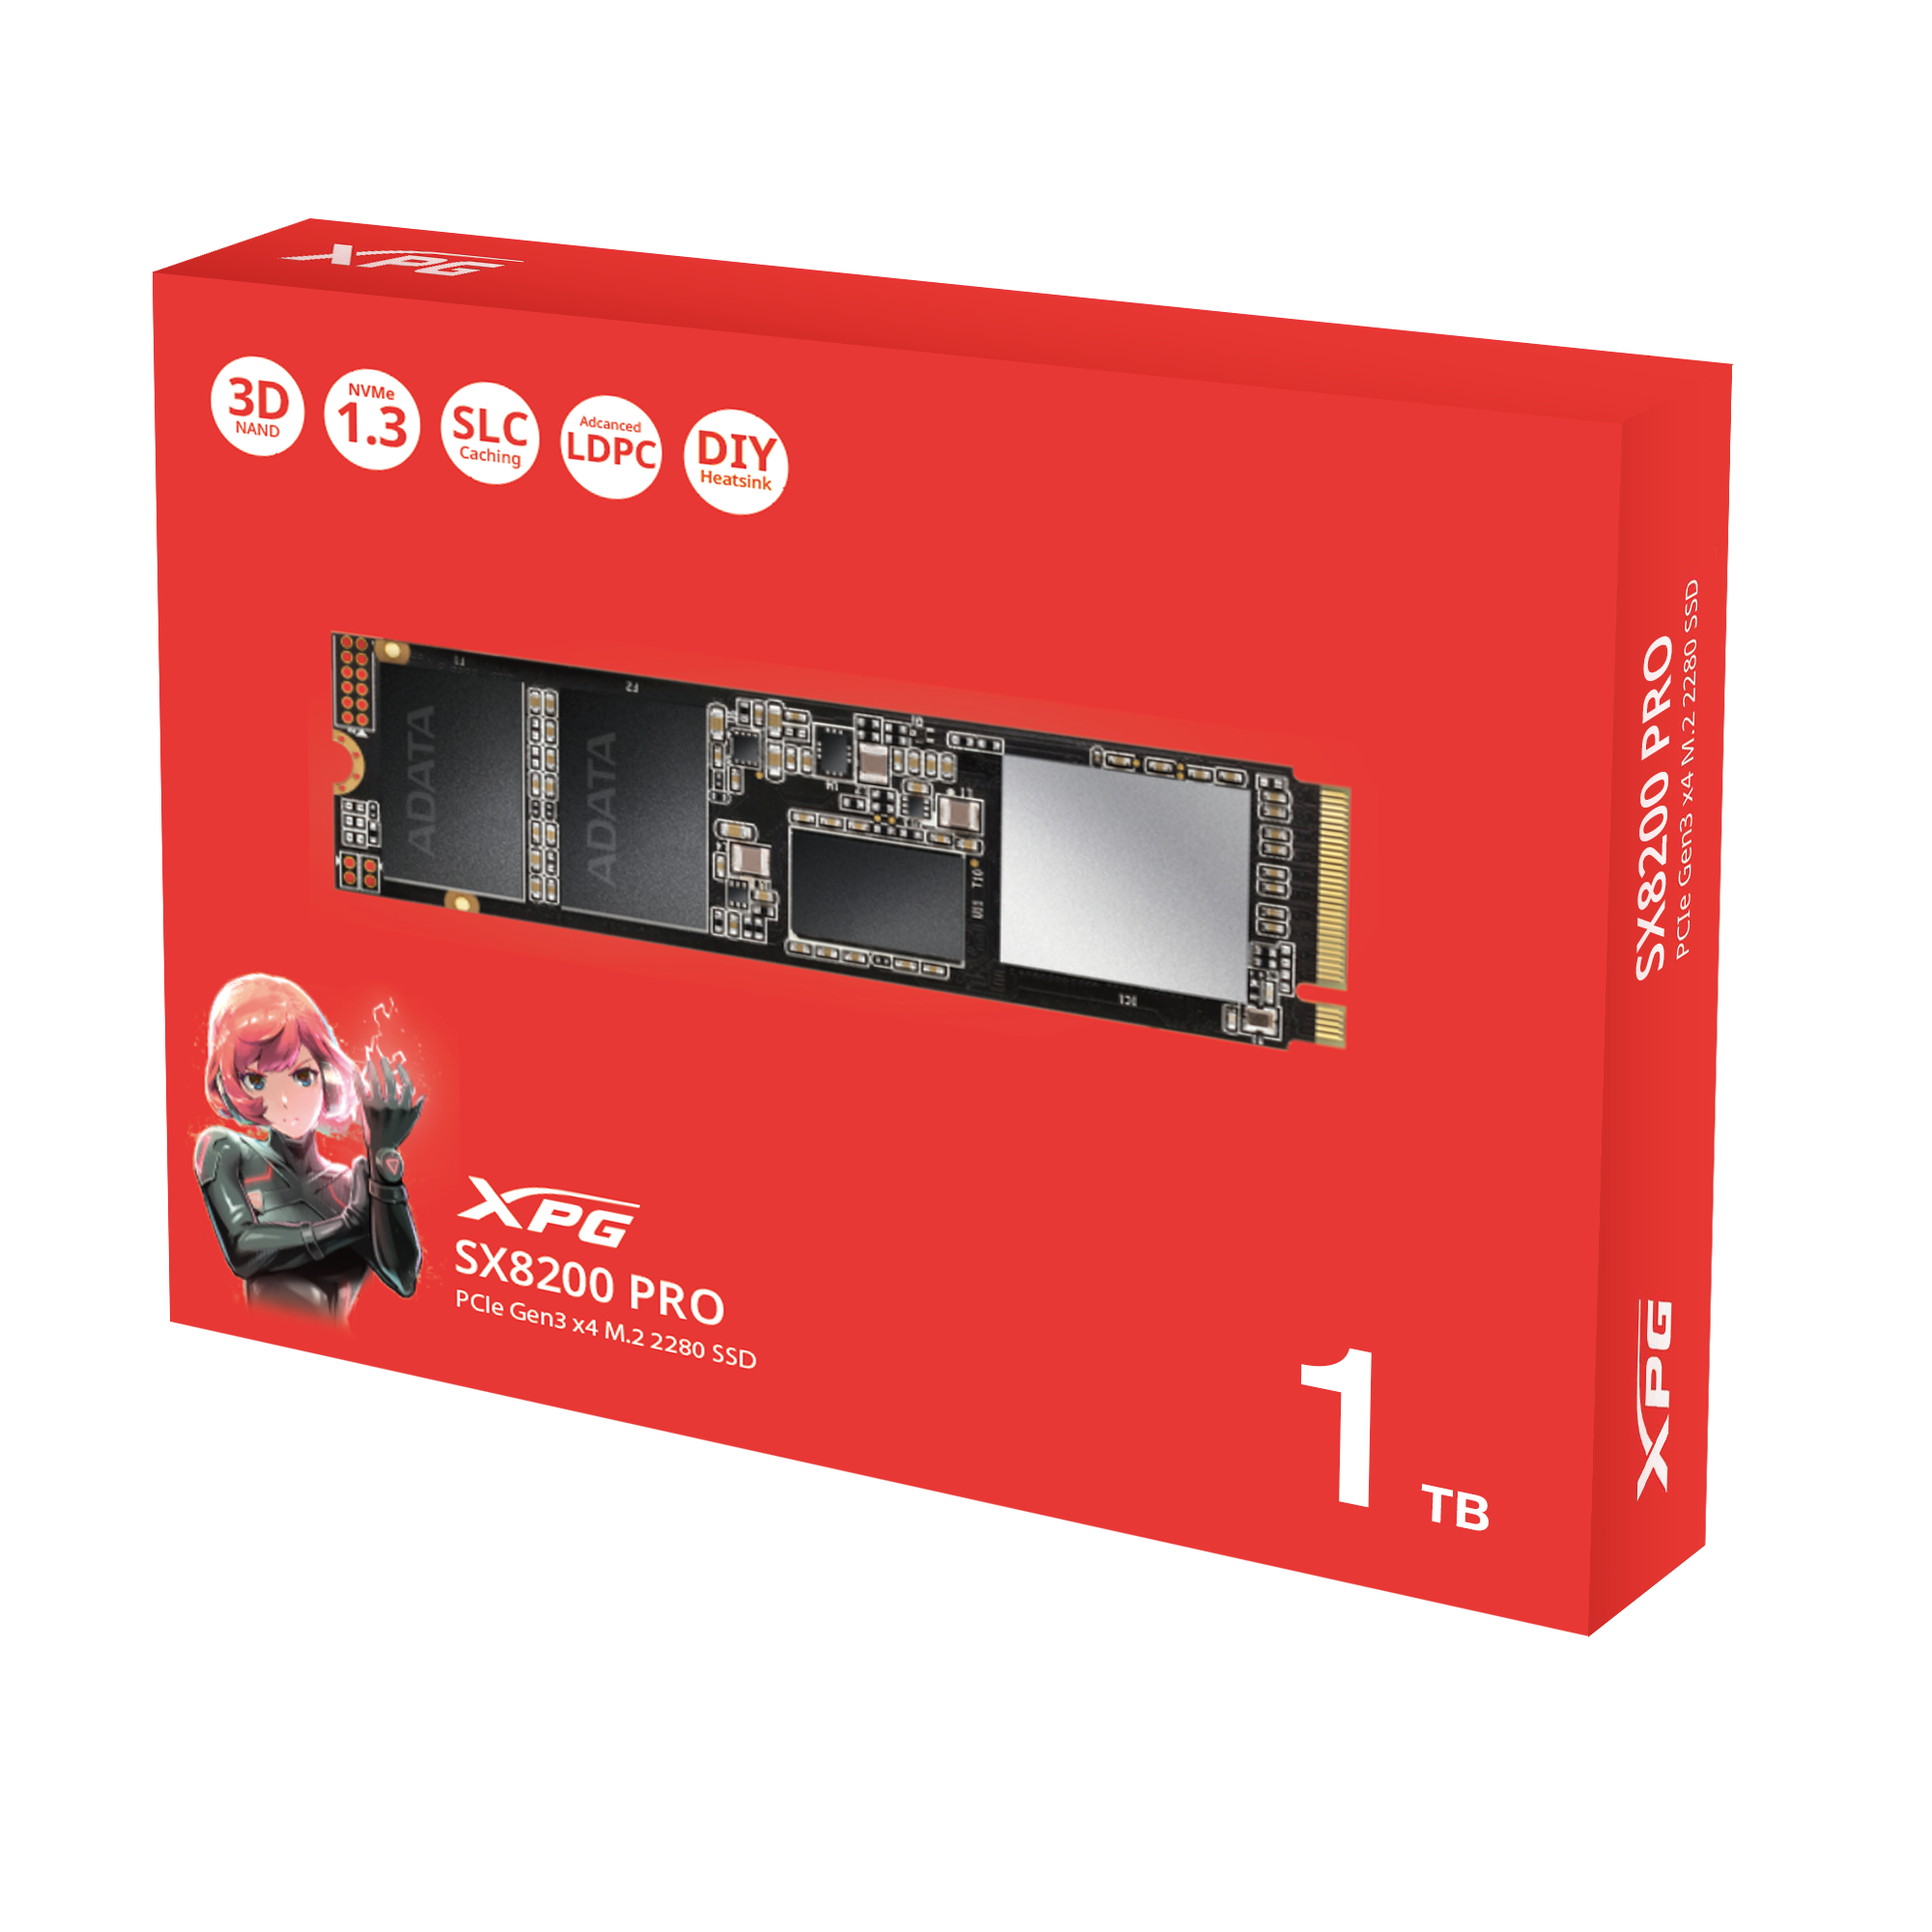 XPG
3D
NAND
NVMe
1.3
SLC
Caching
Adcanced
LDPC
DIY
Heatsink
ADATA
ADATA
XPG
SX8200 PRO
PCIe Gen3 x4 M.2 2280 SSD
1 TB
SX8200 PRO
PCIe Gen3 x4 M.2 2280 SSD
XPG